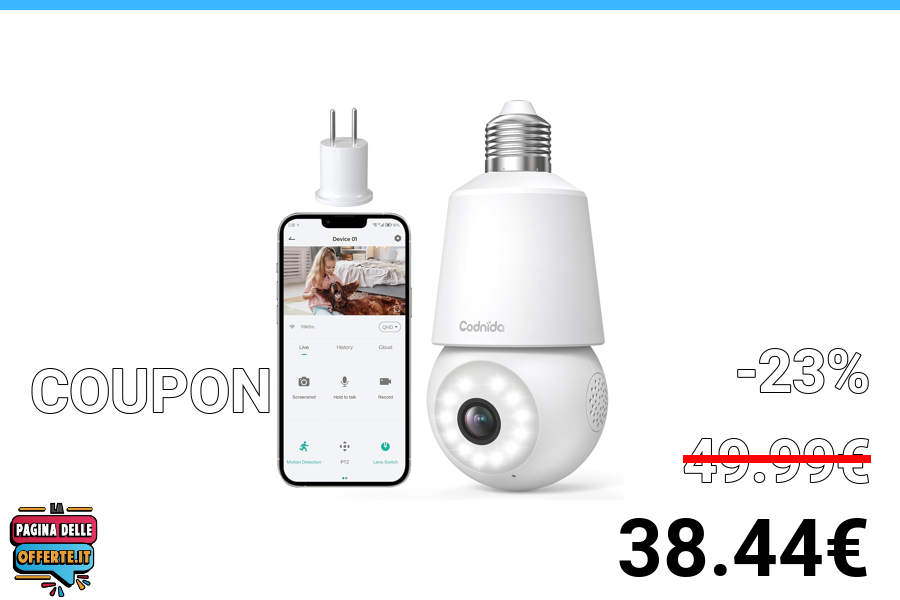 Device 01
QHD
Live
History
Cloud
Screenshot
Hold to talk
Record
Motion Detection
PTZ
Lens Switch
Codnida
COUPON
-23%
49.99€
38.44€
LA
PAGINA DELLE
OFFERTE.IT